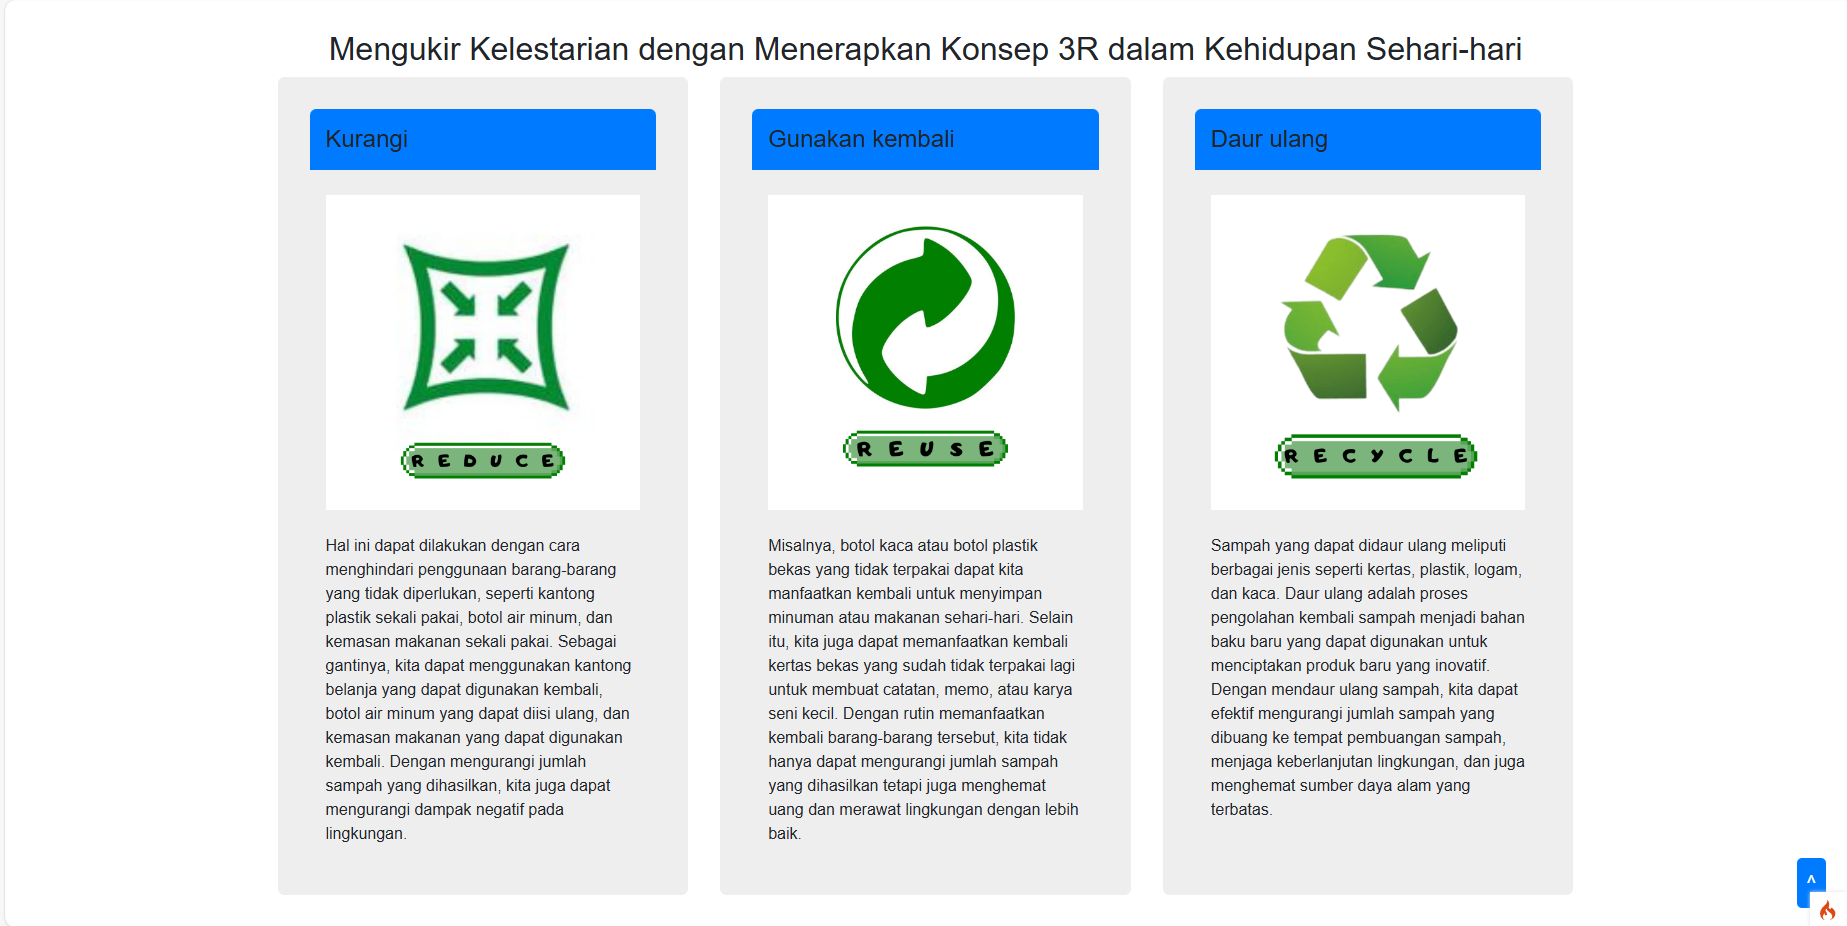 Mengukir Kelestarian dengan Menerapkan Konsep 3R dalam Kehidupan Sehari-hari
Kurangi
REDUCE
Hal ini dapat dilakukan dengan cara
menghindari penggunaan barang-barang
yang tidak diperlukan, seperti kantong
plastik sekali pakai, botol air minum, dan
kemasan makanan sekali pakai. Sebagai
gantinya, kita dapat menggunakan kantong
belanja yang dapat digunakan kembali,
botol air minum yang dapat diisi ulang, dan
kemasan makanan yang dapat digunakan
kembali. Dengan mengurangi jumlah
sampah yang dihasilkan, kita juga dapat
mengurangi dampak negatif pada
lingkungan.
Gunakan kembali
REUSE
Misalnya, botol kaca atau botol plastik
bekas yang tidak terpakai dapat kita
manfaatkan kembali untuk menyimpan
minuman atau makanan sehari-hari. Selain
itu, kita juga dapat memanfaatkan kembali
kertas bekas yang sudah tidak terpakai lagi
untuk membuat catatan, memo, atau karya
seni kecil. Dengan rutin memanfaatkan
kembali barang-barang tersebut, kita tidak
hanya dapat mengurangi jumlah sampah
yang dihasilkan tetapi juga menghemat
uang dan merawat lingkungan dengan lebih
baik.
Daur ulang
RECYCLE
Sampah yang dapat didaur ulang meliputi
berbagai jenis seperti kertas, plastik, logam,
dan kaca. Daur ulang adalah proses
pengolahan kembali sampah menjadi bahan
baku baru yang dapat digunakan untuk
menciptakan produk baru yang inovatif.
Dengan mendaur ulang sampah, kita dapat
efektif mengurangi jumlah sampah yang
dibuang ke tempat pembuangan sampah,
menjaga keberlanjutan lingkungan, dan juga
menghemat sumber daya alam yang
terbatas.
^